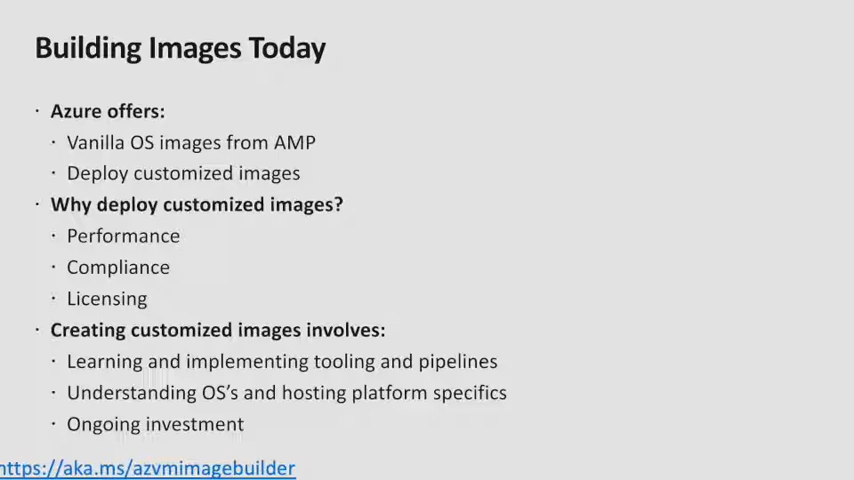 Building Images Today
· Azure offers:
· Vanilla OS images from AMP
· Deploy customized images
· Why deploy customized images?
· Performance
· Compliance
· Licensing
· Creating customized images involves:
· Learning and implementing tooling and pipelines
· Understanding OS’s and hosting platform specifics
· Ongoing investment
https://aka.ms/azvmimagebuilder